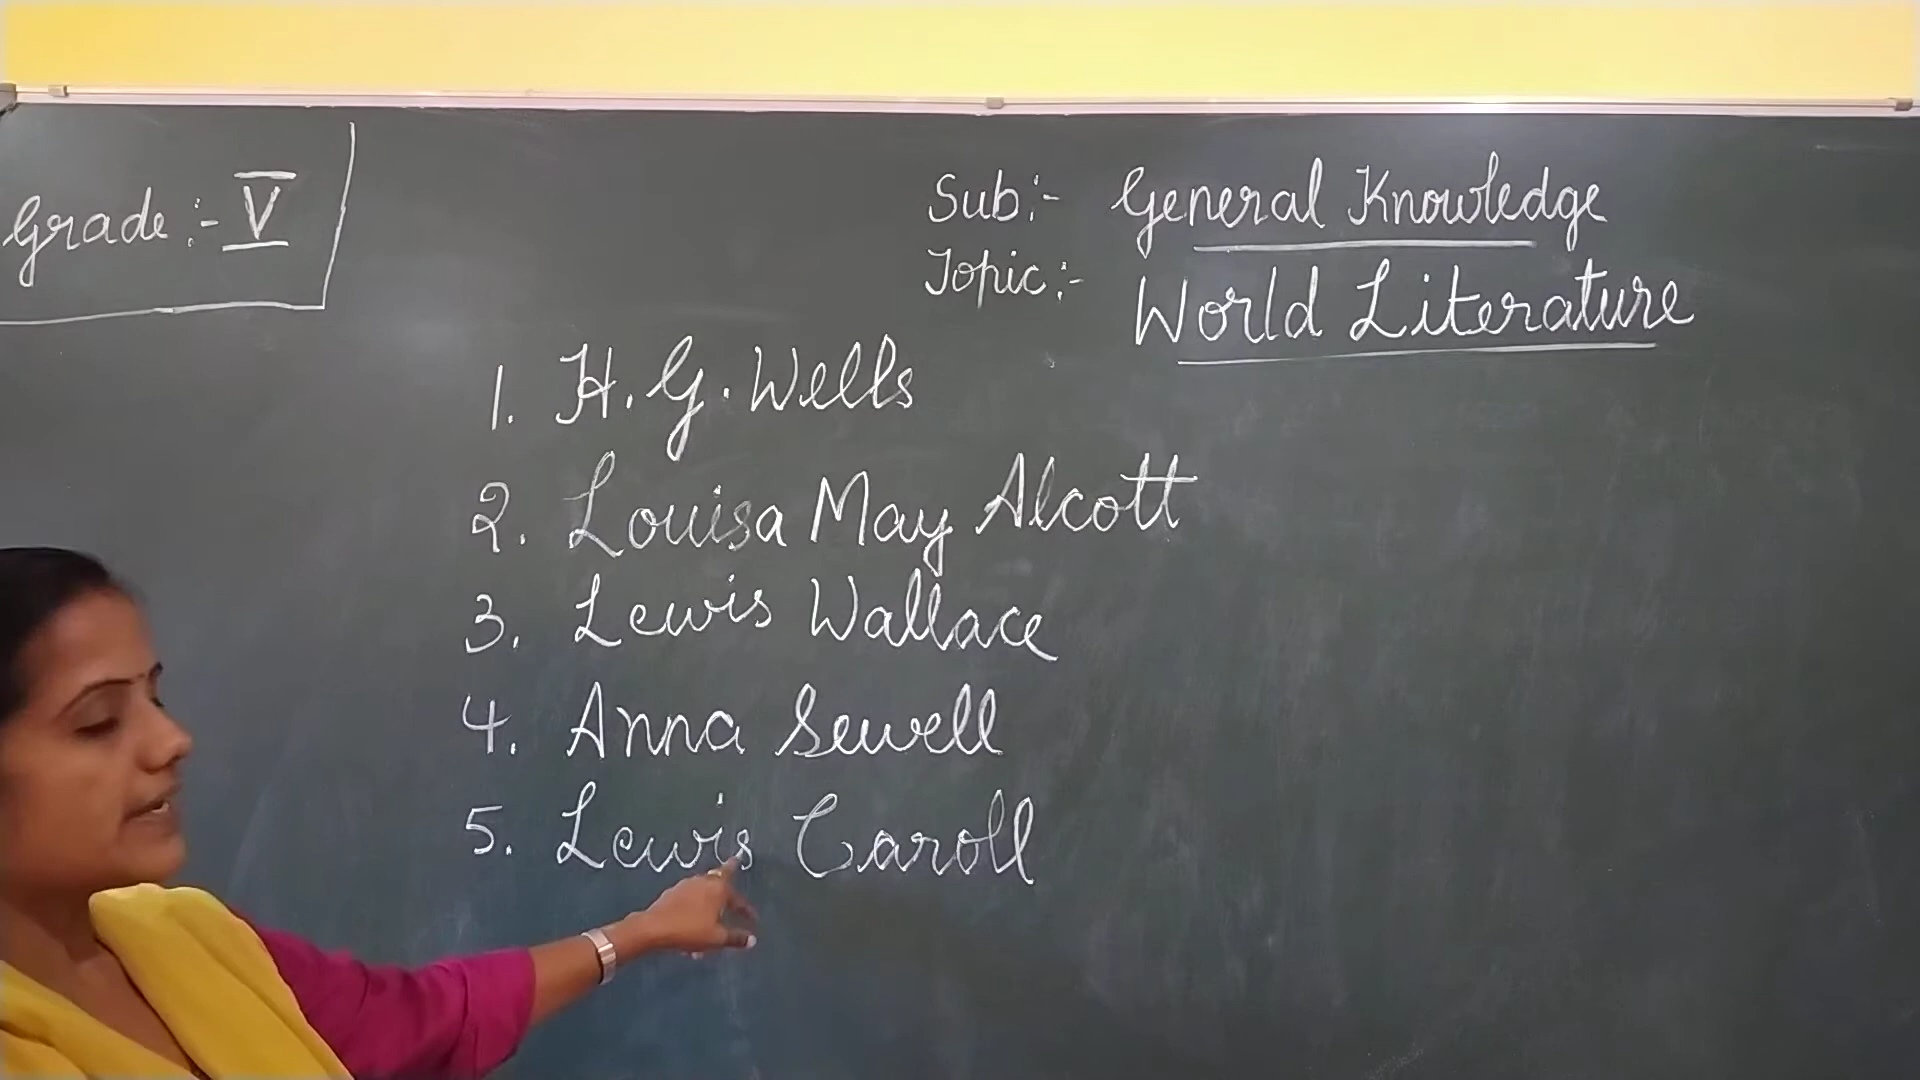 Grade:- V
Sub:- General Knowledge
Topic:- World Literature
1. H. G. Wells
2. Louisa May Alcott
3. Lewis Wallace
4. Anna Sewell
5. Lewis Caroll